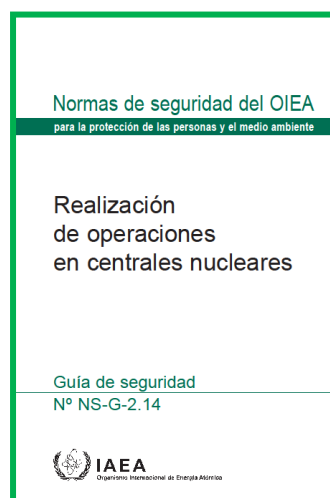 Normas de seguridad del OIEA
para la protección de las personas y el medio ambiente
Realización
de operaciones
en centrales nucleares
Guía de seguridad
Nº NS-G-2.14
IAEA
Organismo Internacional de Energía Atómica